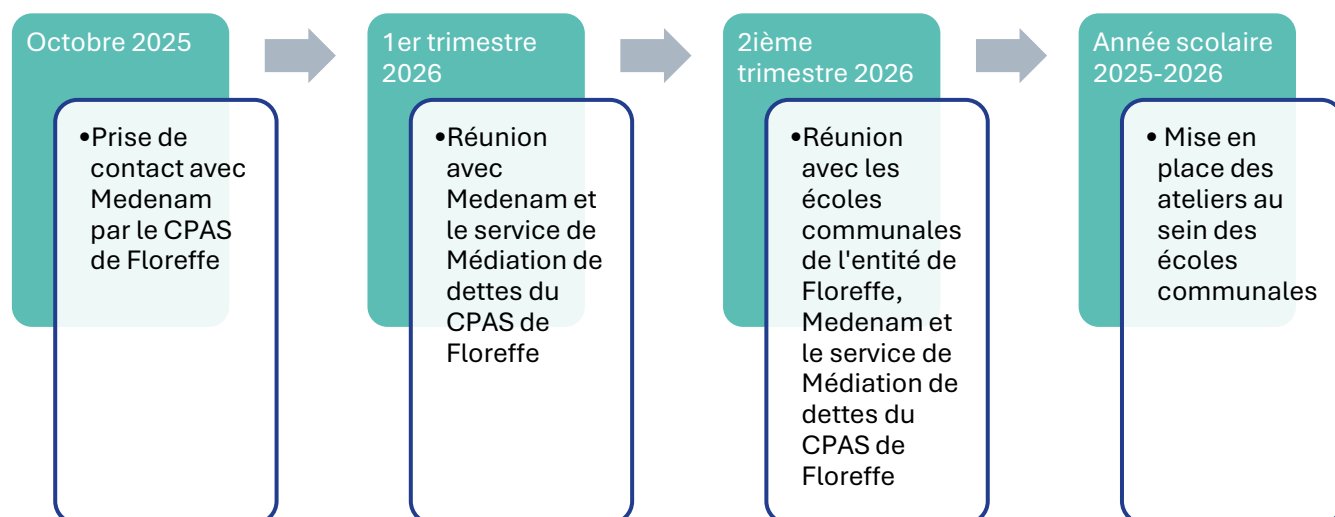 Octobre 2025
•Prise de
contact avec
Medenam
par le CPAS
de Floreffe
1er trimestre
2026
•Réunion
avec
Medenam et
le service de
Médiation de
dettes du
CPAS de
Floreffe
2ième
trimestre 2026
•Réunion
avec les
écoles
communales
de l'entité de
Floreffe,
Medenam et
le service de
Médiation de
dettes du
CPAS de
Floreffe
Année scolaire
2025-2026
• Mise en
place des
ateliers au
sein des
écoles
communales